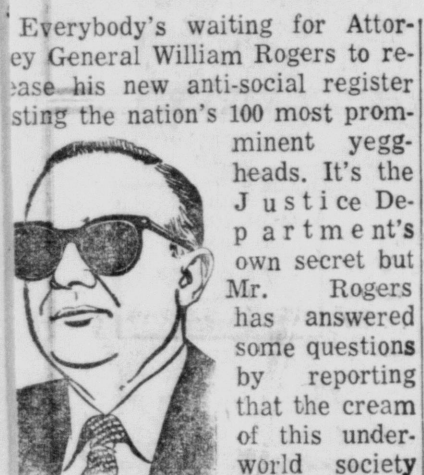 Everybody's waiting for Attor-
ey General William Rogers to re-
ease his new anti-social register
sting the nation's 100 most prom-
minent yegg-
heads. It's the
Justice De-
partment's
own secret but
Mr. Rogers
has answered
some questions
by reporting
that the cream
of this under-
world society